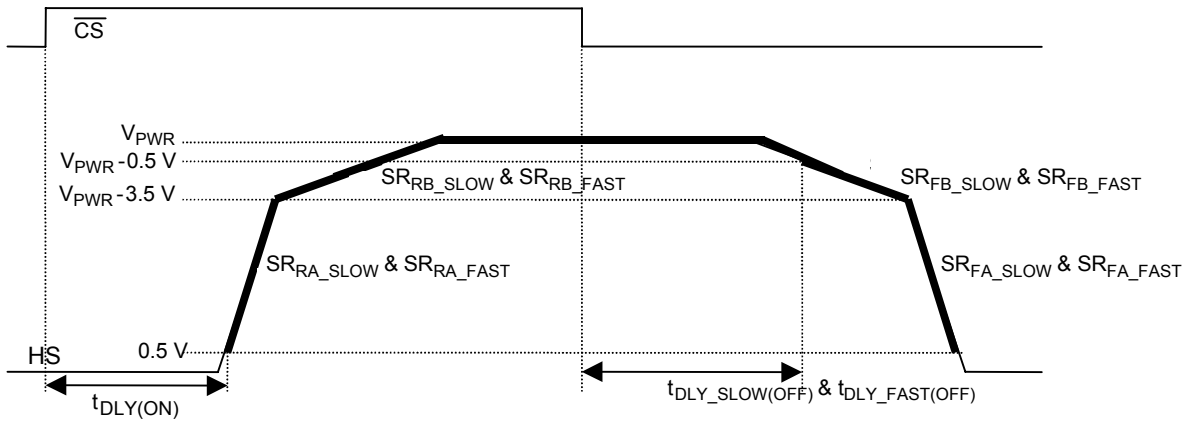 CS
VPWR
VPWR-0.5 V
SRRB_SLOW & SRRB_FAST
SRFB_SLOW & SRFB_FAST
VPWR-3.5 V
SRRA_SLOW & SRRA_FAST
SRFA_SLOW & SRFA_FAST
0.5 V
HS
tDLY(ON)
tDLY_SLOW(OFF) & tDLY_FAST(OFF)